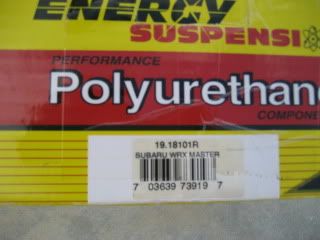 ENERGY
SUSPENSI
PERFORMANCE
Polyurethan
COMPONE
19.18101R
SUBARU WRX MASTER
7 03639 73919 7